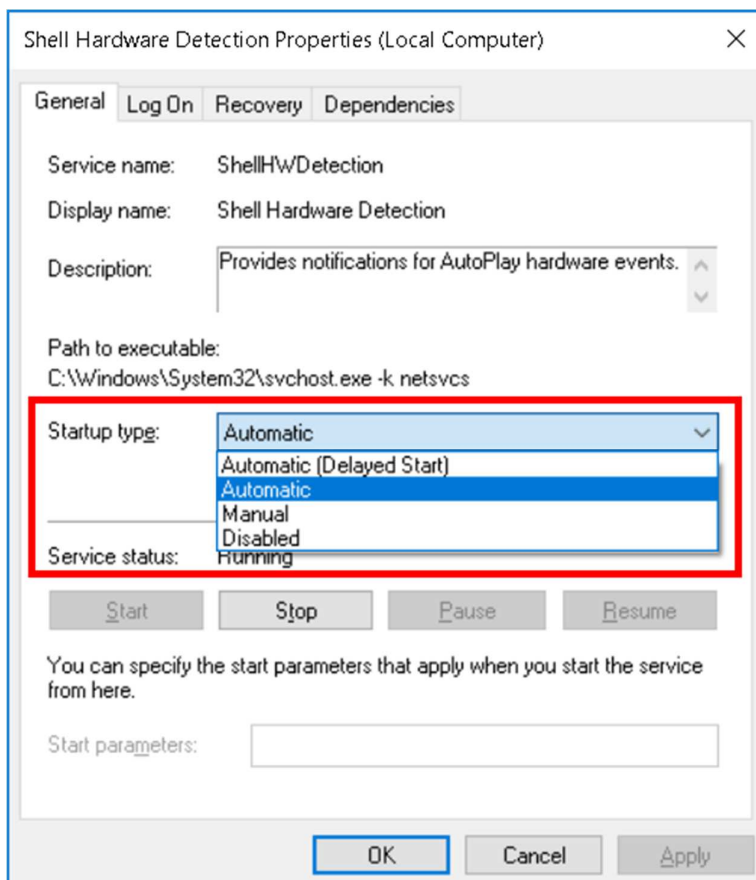 Shell Hardware Detection Properties (Local Computer)
General Log On Recovery Dependencies
Service name: ShellHWDetection
Display name: Shell Hardware Detection
Description: Provides notifications for AutoPlay hardware events.
Path to executable:
C:\Windows\System32\svchost.exe -k netsvcs
Startup type: Automatic
Automatic (Delayed Start)
Automatic
Manual
Disabled
Service status: Running
Start Stop Pause Resume
You can specify the start parameters that apply when you start the service
from here.
Start parameters:
OK Cancel Apply